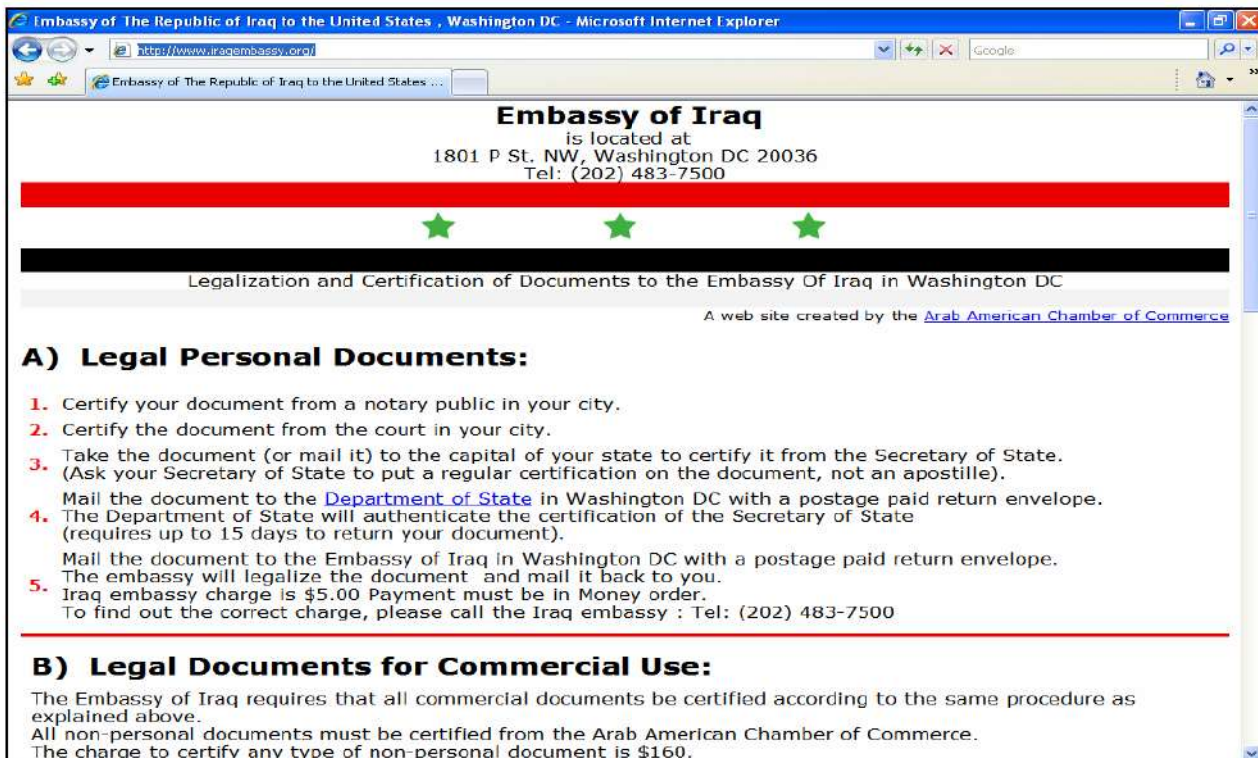 Embassy of The Republic of Iraq to the United States , Washington DC - Microsoft Internet Explorer
http://www.iraqembassy.org/
Google
Embassy of The Republic of Iraq to the United States ...
Embassy of Iraq
is located at
1801 P St. NW, Washington DC 20036
Tel: (202) 483-7500
Legalization and Certification of Documents to the Embassy Of Iraq in Washington DC
A web site created by the Arab American Chamber of Commerce
A) Legal Personal Documents:
1. Certify your document from a notary public in your city.
2. Certify the document from the court in your city.
3. Take the document (or mail it) to the capital of your state to certify it from the Secretary of State.
(Ask your Secretary of State to put a regular certification on the document, not an apostille).
Mail the document to the Department of State in Washington DC with a postage paid return envelope.
4. The Department of State will authenticate the certification of the Secretary of State
(requires up to 15 days to return your document).
Mail the document to the Embassy of Iraq in Washington DC with a postage paid return envelope.
5. The embassy will legalize the document and mail it back to you.
Iraq embassy charge is $5.00 Payment must be in Money order.
To find out the correct charge, please call the Iraq embassy : Tel: (202) 483-7500
B) Legal Documents for Commercial Use:
The Embassy of Iraq requires that all commercial documents be certified according to the same procedure as
explained above.
All non-personal documents must be certified from the Arab American Chamber of Commerce.
The charge to certify any type of non-personal document is $160.